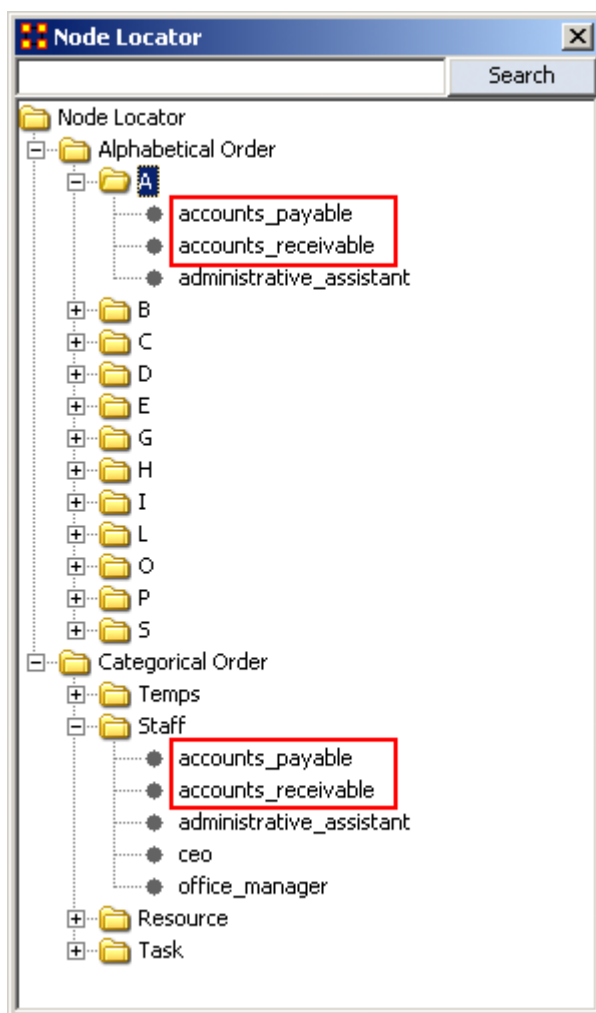 Node Locator
Search
Node Locator
Alphabetical Order
A
accounts_payable
accounts_receivable
administrative_assistant
B
C
D
E
G
H
I
L
O
P
S
Categorical Order
Temps
Staff
accounts_payable
accounts_receivable
administrative_assistant
ceo
office_manager
Resource
Task